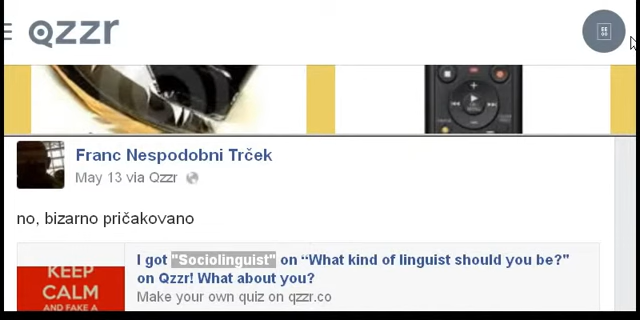 Qzzr
Franc Nespodobni Trček
May 13 via Qzzr
no, bizarno pričakovano
I got "Sociolinguist" on “What kind of linguist should you be?"
on Qzzr! What about you?
Make your own quiz on qzzr.co
KEEP
CALM
AND FAKE A